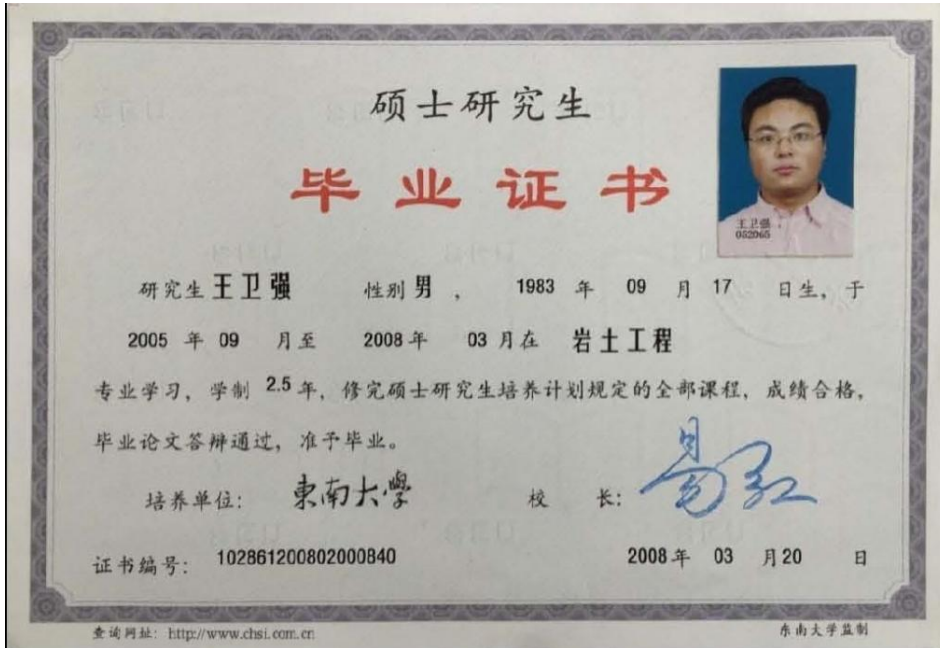 硕士研究生
毕业证书
王卫强
052065
研究生 王卫强 性别 男 ， 1983 年 09 月 17 日生，于
2005 年 09 月至 2008 年 03 月在 岩土工程
专业学习，学制 2.5 年，修完硕士研究生培养计划规定的全部课程，成绩合格，
毕业论文答辩通过，准予毕业。
培养单位： 東南大學 校 长： 易红
证书编号： 102861200802000840 2008 年 03 月 20 日
查询网址：http://www.chsi.com.cn 东南大学监制